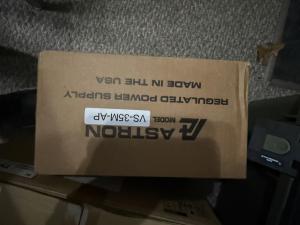 ASTRON
MODEL
VS-35M-AP
REGULATED POWER SUPPLY
MADE IN THE USA